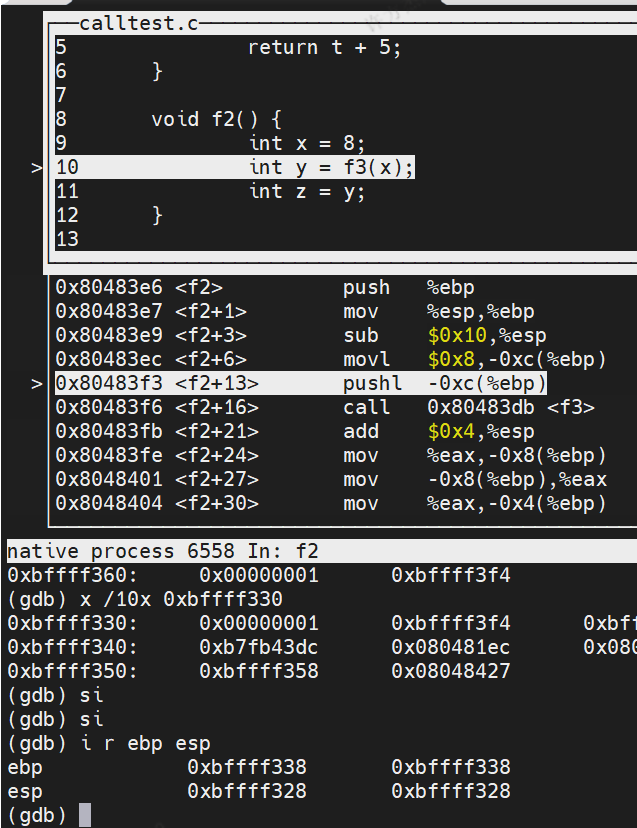 calltest.c
5 return t + 5;
6 }
7
8 void f2() {
9 int x = 8;
> 10 int y = f3(x);
11 int z = y;
12 }
13
0x80483e6 <f2> push %ebp
0x80483e7 <f2+1> mov %esp,%ebp
0x80483e9 <f2+3> sub $0x10,%esp
0x80483ec <f2+6> movl $0x8,-0xc(%ebp)
> 0x80483f3 <f2+13> pushl -0xc(%ebp)
0x80483f6 <f2+16> call 0x80483db <f3>
0x80483fb <f2+21> add $0x4,%esp
0x80483fe <f2+24> mov %eax,-0x8(%ebp)
0x8048401 <f2+27> mov -0x8(%ebp),%eax
0x8048404 <f2+30> mov %eax,-0x4(%ebp)
native process 6558 In: f2
0xbffff360: 0x00000001 0xbffff3f4
(gdb) x /10x 0xbffff330
0xbffff330: 0x00000001 0xbffff3f4 0xbff
0xbffff340: 0xb7fb43dc 0x080481ec 0x080
0xbffff350: 0xbffff358 0x08048427
(gdb) si
(gdb) si
(gdb) i r ebp esp
ebp 0xbffff338 0xbffff338
esp 0xbffff328 0xbffff328
(gdb)